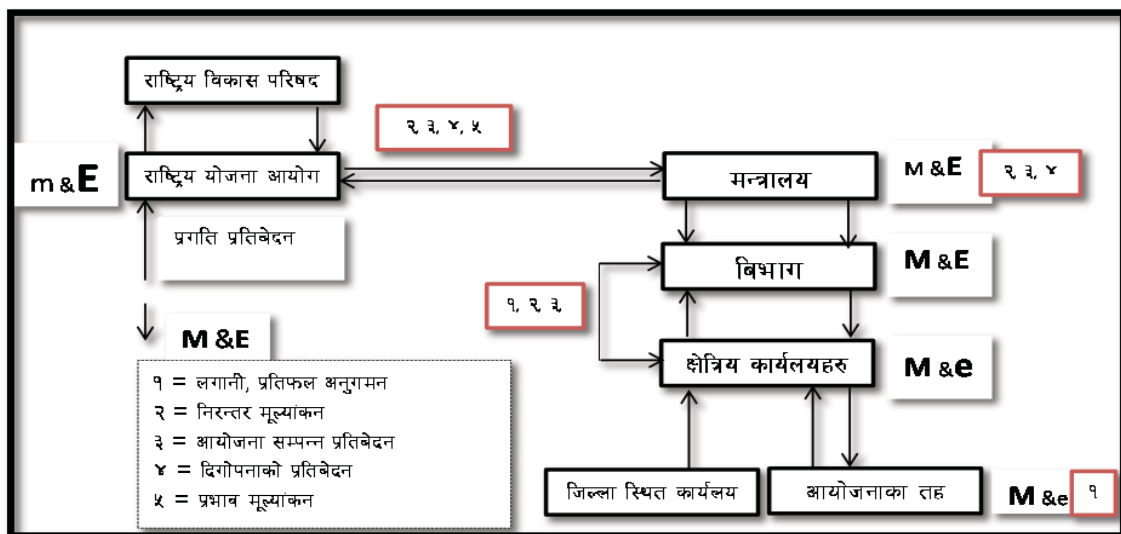 राष्ट्रिय विकास परिषद
२, ३, ४, ५
m &E
राष्ट्रिय योजना आयोग
मन्त्रालय
M &E
२, ३, ४
प्रगति प्रतिबेदन
बिभाग
M &E
१, २, ३,
M &E
क्षेत्रिय कार्यलयहरु
M &e
१ = लगानी, प्रतिफल अनुगमन
२ = निरन्तर मूल्यांकन
३ = आयोजना सम्पन्न प्रतिबेदन
४ = दिगोपनाको प्रतिबेदन
५ = प्रभाव मूल्यांकन
जिल्ला स्थित कार्यलय
आयोजनाका तह
M &e
१